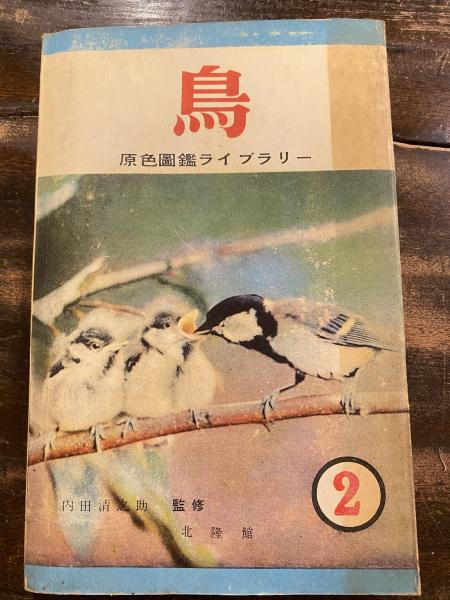 鳥
原色圖鑑ライブラリー
内田清之助 監修
北隆館
2